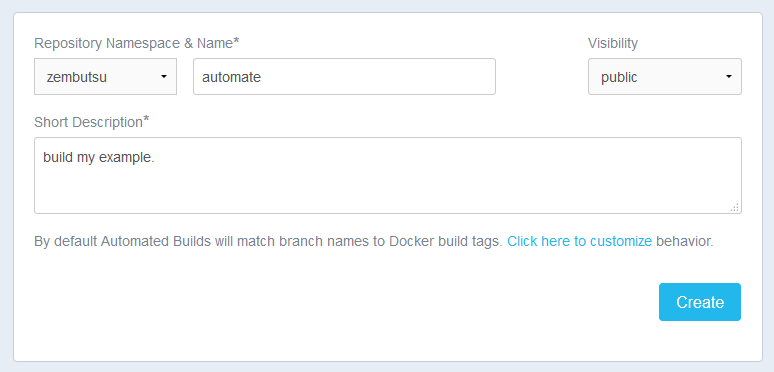 Repository Namespace & Name* Visibility
zembutsu automate public
Short Description*
build my example.
By default Automated Builds will match branch names to Docker build tags. Click here to customize behavior.
Create